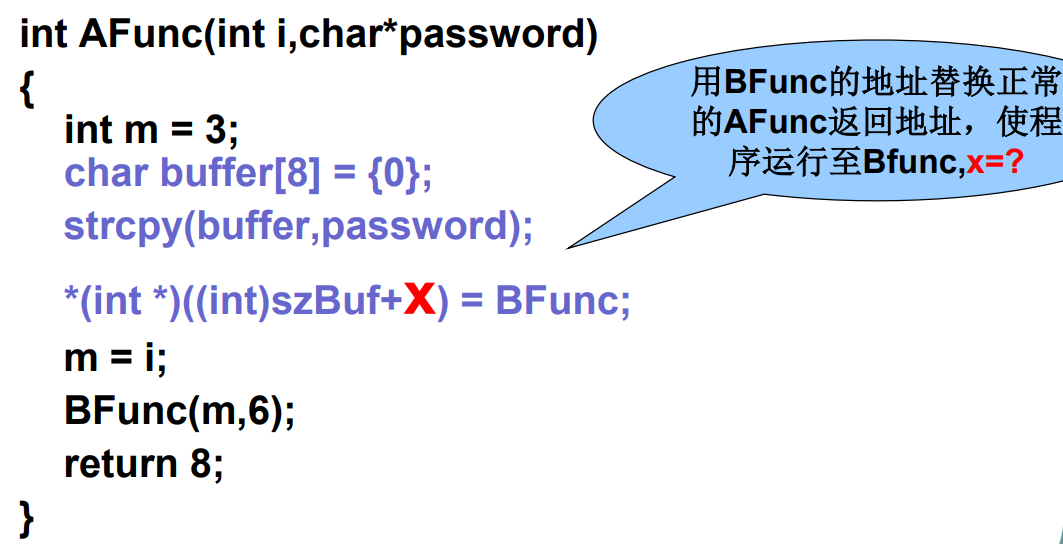 int AFunc(int i,char*password)
{
int m = 3;
char buffer[8] = {0};
strcpy(buffer,password);
*(int *)((int)szBuf+X) = BFunc;
m = i;
BFunc(m,6);
return 8;
}
用BFunc的地址替换正常
的AFunc返回地址，使程
序运行至Bfunc,x=?